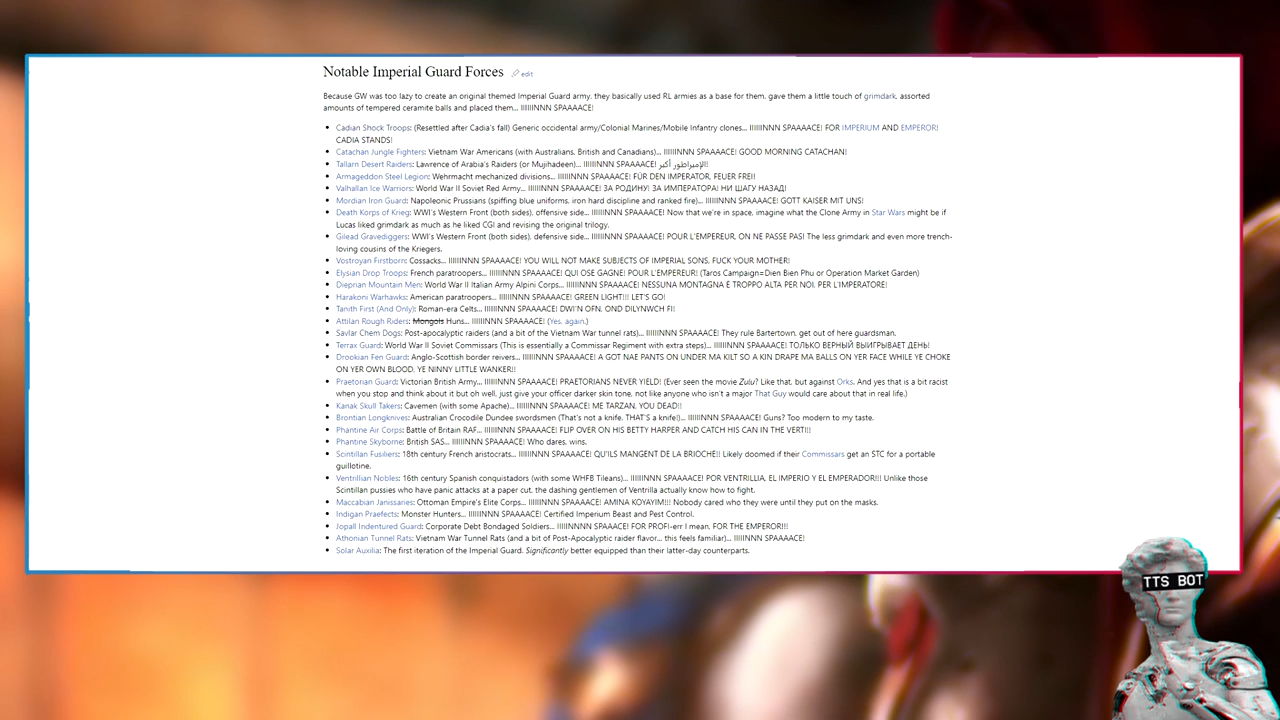 Notable Imperial Guard Forces edit
Because GW was too lazy to create an original themed Imperial Guard army, they basically used RL armies as a base for them, gave them a little touch of grimdark, assorted
amounts of tempered ceramite balls and placed them... IIIIIINNN SPAAAACE!
Cadian Shock Troops: (Resettled after Cadia's fall) Generic occidental army/Colonial Marines/Mobile Infantry clones... IIIIIINNN SPAAAACE! FOR IMPERIUM AND EMPEROR!
CADIA STANDS!
Catachan Jungle Fighters: Vietnam War Americans (with Australians, British and Canadians)... IIIIIINNN SPAAAACE! GOOD MORNING CATACHAN!
Tallarn Desert Raiders: Lawrence of Arabia's Raiders (or Mujihadeen)... IIIIIINNN SPAAAACE! الإمبراطور أكبر!
Armageddon Steel Legion: Wehrmacht mechanized divisions... IIIIIINNN SPAAAACE! FÜR DEN IMPERATOR, FEUER FREI!
Valhallan Ice Warriors: World War II Soviet Red Army... IIIIIINNN SPAAAACE! ЗА РОДИНУ! ЗА ИМПЕРАТОРА! НИ ШАГУ НАЗАД!
Mordian Iron Guard: Napoleonic Prussians (spiffing blue uniforms, iron hard discipline and ranked fire)... IIIIIINNN SPAAAACE! GOTT KAISER MIT UNS!
Death Korps of Krieg: WWI's Western Front (both sides), offensive side... IIIIIINNN SPAAAACE! Now that we're in space, imagine what the Clone Army in Star Wars might be if
Lucas liked grimdark as much as he liked CGI and revising the original trilogy.
Gilead Gravediggers: WWI's Western Front (both sides), defensive side... IIIIIINNN SPAAAACE! POUR L'EMPEREUR, ON NE PASSE PAS! The less grimdark and even more trench-
loving cousins of the Kriegers.
Vostroyan Firstborn: Cossacks... IIIIIINNN SPAAAACE! YOU WILL NOT MAKE SUBJECTS OF IMPERIAL SONS, FUCK YOUR MOTHER!
Elysian Drop Troops: French paratroopers... IIIIIINNN SPAAAACE! QUI OSE GAGNE! POUR L'EMPEREUR! (Taros Campaign=Dien Bien Phu or Operation Market Garden)
Dieprian Mountain Men: World War II Italian Army Alpini Corps... IIIIIINNN SPAAAACE! NESSUNA MONTAGNA È TROPPO ALTA PER NOI, PER L'IMPERATORE!
Harakoni Warhawks: American paratroopers... IIIIIINNN SPAAAACE! GREEN LIGHT!!! LET'S GO!
Tanith First (And Only): Roman-era Celts... IIIIIINNN SPAAAACE! DWI'N OFN, OND DILYNWCH FI!
Attilan Rough Riders: Mongols Huns... IIIIIINNN SPAAAACE! (Yes, again.)
Savlar Chem Dogs: Post-apocalyptic raiders (and a bit of the Vietnam War tunnel rats)... IIIIIINNN SPAAAACE! They rule Bartertown, get out of here guardsman.
Terrax Guard: World War II Soviet Commissars (This is essentially a Commissar Regiment with extra steps)... IIIIIINNN SPAAAACE! ТОЛЬКО ВЕРНЫЙ ВЫИГРЫВАЕТ ДЕНЬ!
Drookian Fen Guard: Anglo-Scottish border reivers... IIIIIINNN SPAAAACE! A GOT NAE PANTS ON UNDER MA KILT SO A KIN DRAPE MA BALLS ON YER FACE WHILE YE CHOKE
ON YER OWN BLOOD, YE NINNY LITTLE WANKER!!
Praetorian Guard: Victorian British Army... IIIIIINNN SPAAAACE! PRAETORIANS NEVER YIELD! (Ever seen the movie Zulu? Like that, but against Orks. And yes that is a bit racist
when you stop and think about it but oh well, just give your officer darker skin tone, not like anyone who isn't a major That Guy would care about that in real life.)
Kanak Skull Takers: Cavemen (with some Apache)... IIIIIINNN SPAAAACE! ME TARZAN, YOU DEAD!!
Brontian Longknives: Australian Crocodile Dundee swordsmen (That's not a knife, THAT'S a knife!)... IIIIIINNN SPAAAACE! Guns? Too modern to my taste.
Phantine Air Corps: Battle of Britain RAF... IIIIIINNN SPAAAACE! FLIP OVER ON HIS BETTY HARPER AND CATCH HIS CAN IN THE VERTI!!
Phantine Skyborne: British SAS... IIIIIINNN SPAAAACE! Who dares, wins.
Scintillan Fusiliers: 18th century French aristocrats... IIIIIINNN SPAAAACE! QU'ILS MANGENT DE LA BRIOCHE!! Likely doomed if their Commissars get an STC for a portable
guillotine.
Ventrillian Nobles: 16th century Spanish conquistadors (with some WHFB Tileans)... IIIIIINNN SPAAAACE! POR VENTRILLIA, EL IMPERIO Y EL EMPERADOR!!! Unlike those
Scintillan pussies who have panic attacks at a paper cut, the dashing gentlemen of Ventrilla actually know how to fight.
Maccabian Janissaries: Ottoman Empire's Elite Corps... IIIIIINNN SPAAAACE! AMINA KOYAYIM!!! Nobody cared who they were until they put on the masks.
Indigan Praefects: Monster Hunters... IIIIIINNN SPAAAACE! Certified Imperium Beast and Pest Control.
Jopall Indentured Guard: Corporate Debt Bondaged Soldiers... IIIIIINNNN SPAAACE! FOR PROFI-err I mean, FOR THE EMPEROR!!!
Athonian Tunnel Rats: Vietnam War Tunnel Rats (and a bit of Post-Apocalyptic raider flavor... this feels familiar)... IIIIINNN SPAAAACE!
Solar Auxilia: The first iteration of the Imperial Guard. Significantly better equipped than their latter-day counterparts.
TTS BOT